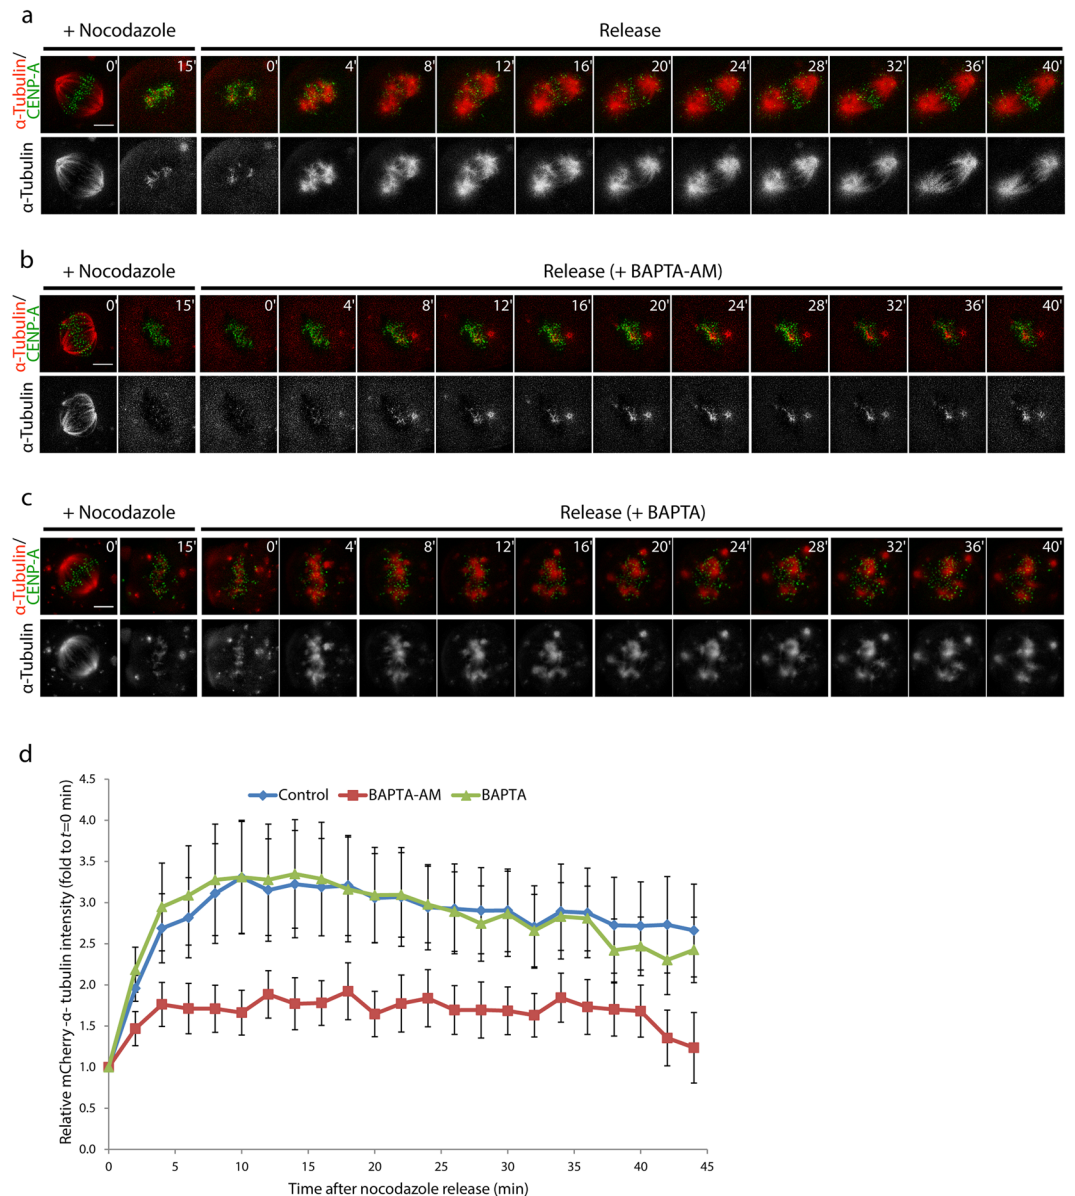 a
+ Nocodazole Release
α-Tubulin/
CENP-A
0' 15' 0' 4' 8' 12' 16' 20' 24' 28' 32' 36' 40'
α-Tubulin
b
+ Nocodazole Release (+ BAPTA-AM)
α-Tubulin/
CENP-A
0' 15' 0' 4' 8' 12' 16' 20' 24' 28' 32' 36' 40'
α-Tubulin
c
+ Nocodazole Release (+ BAPTA)
α-Tubulin/
CENP-A
0' 15' 0' 4' 8' 12' 16' 20' 24' 28' 32' 36' 40'
α-Tubulin
d
Relative mCherry-α- tubulin intensity (fold to t=0 min)
4.5
Control BAPTA-AM BAPTA
4.0
3.5
3.0
2.5
2.0
1.5
1.0
0.5
0.0
0 5 10 15 20 25 30 35 40 45
Time after nocodazole release (min)